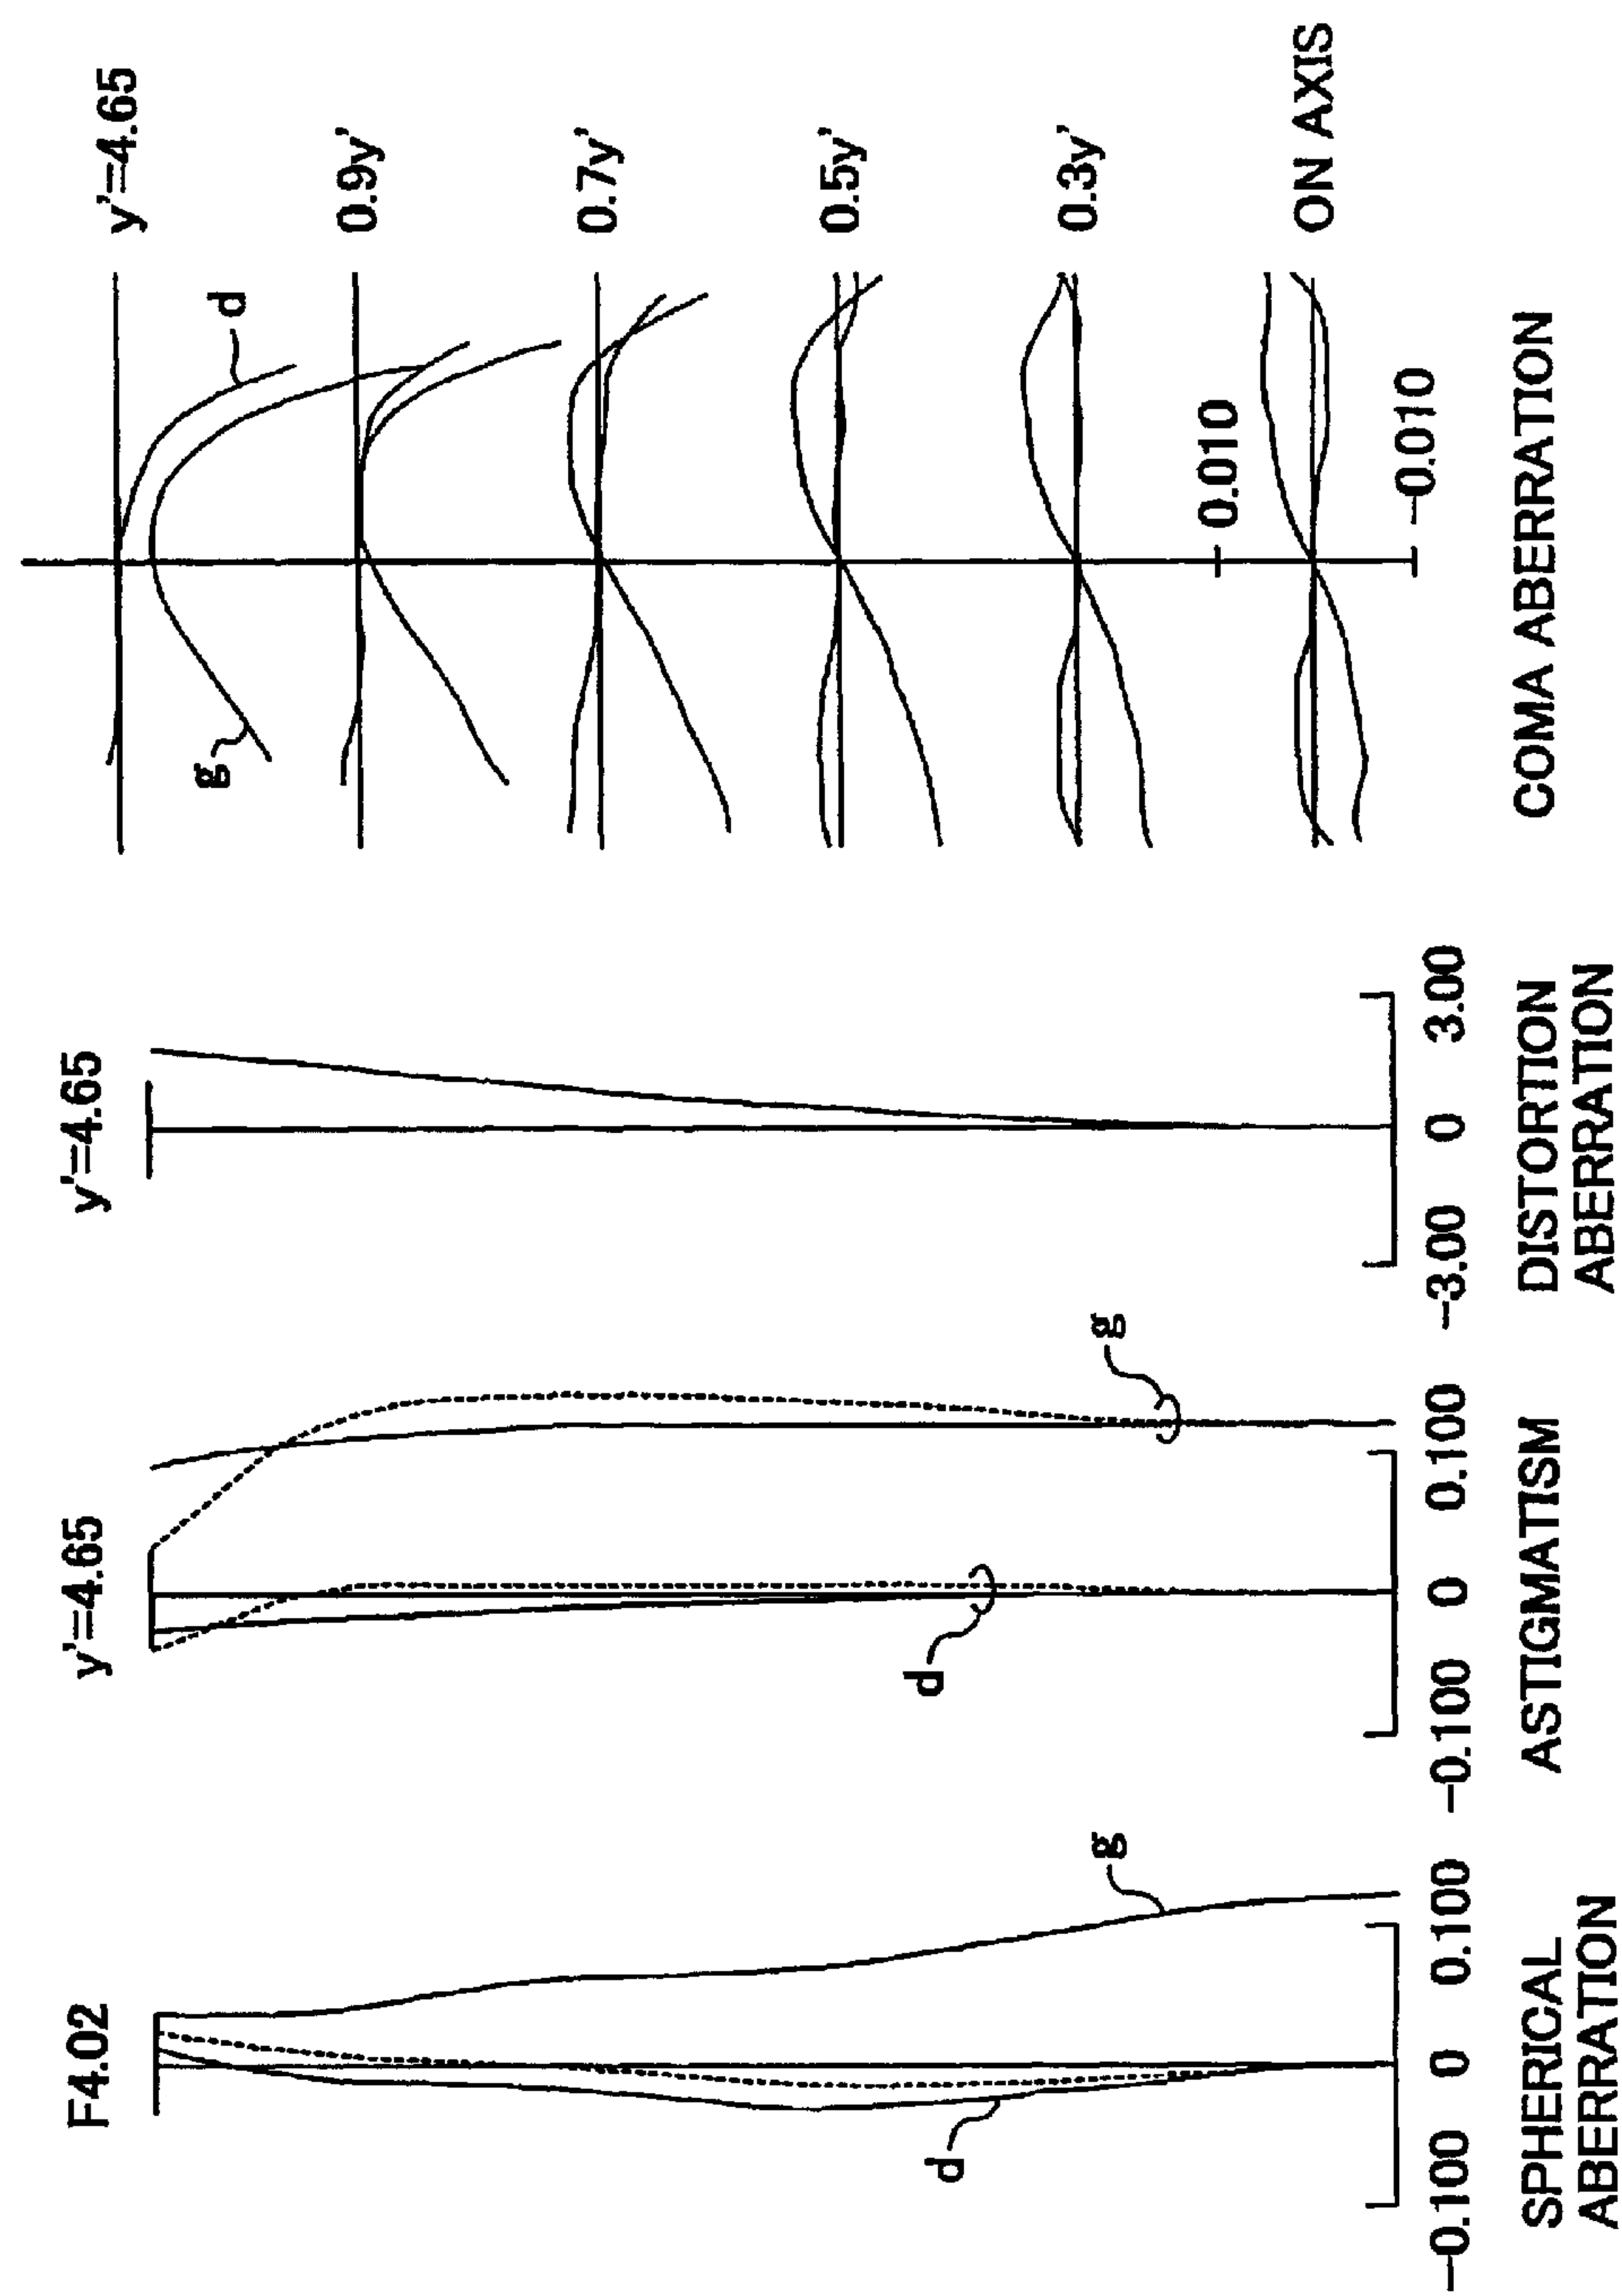 F4.02
g
d
−0.100 0 0.100
SPHERICAL
ABERRATION
y'=4.65
g
d
−0.100 0 0.100
ASTIGMATISM
y'=4.65
−3.00 0 3.00
DISTORTION
ABERRATION
y'=4.65
d
g
0.9y'
0.7y'
0.5y'
0.3y'
0.010
ON AXIS
−0.010
COMA ABERRATION